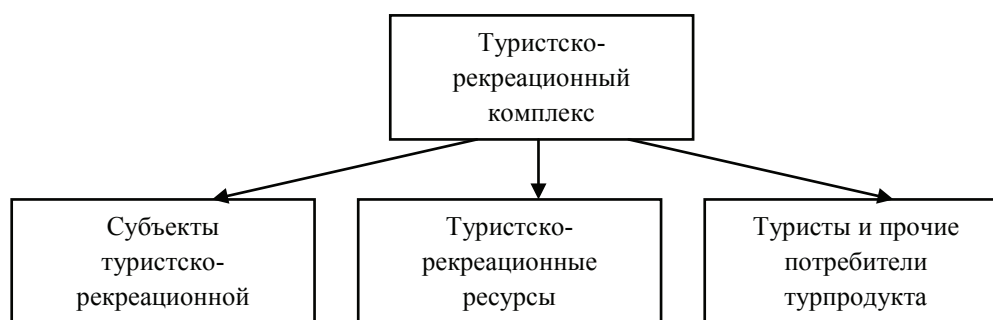 Туристско-
рекреационный
комплекс
Субъекты
туристско-
рекреационной
Туристско-
рекреационные
ресурсы
Туристы и прочие
потребители
турпродукта